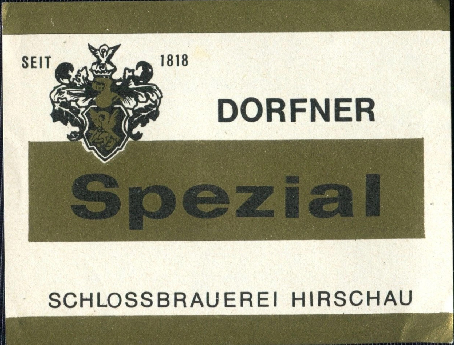 SEIT 1818
DORFNER
Spezial
SCHLOSSBRAUEREI HIRSCHAU